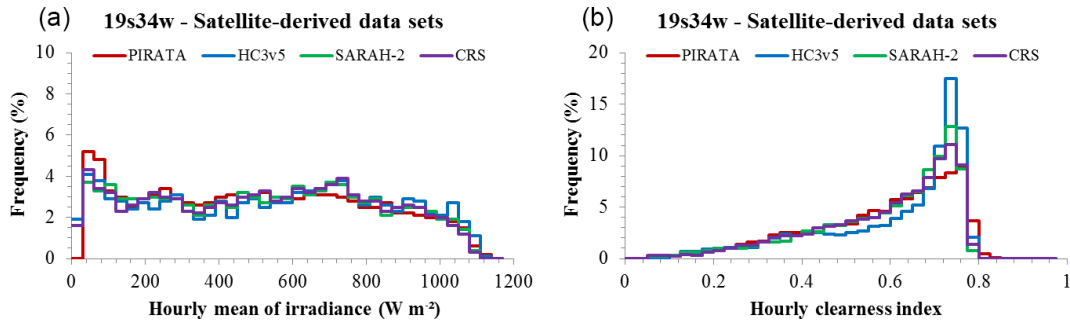 (a) 19s34w - Satellite-derived data sets
PIRATA HC3v5 SARAH-2 CRS
Frequency (%)
10
8
6
4
2
0
0 200 400 600 800 1000 1200
Hourly mean of irradiance (W m⁻²)
(b) 19s34w - Satellite-derived data sets
PIRATA HC3v5 SARAH-2 CRS
Frequency (%)
20
15
10
5
0
0 0.2 0.4 0.6 0.8 1
Hourly clearness index